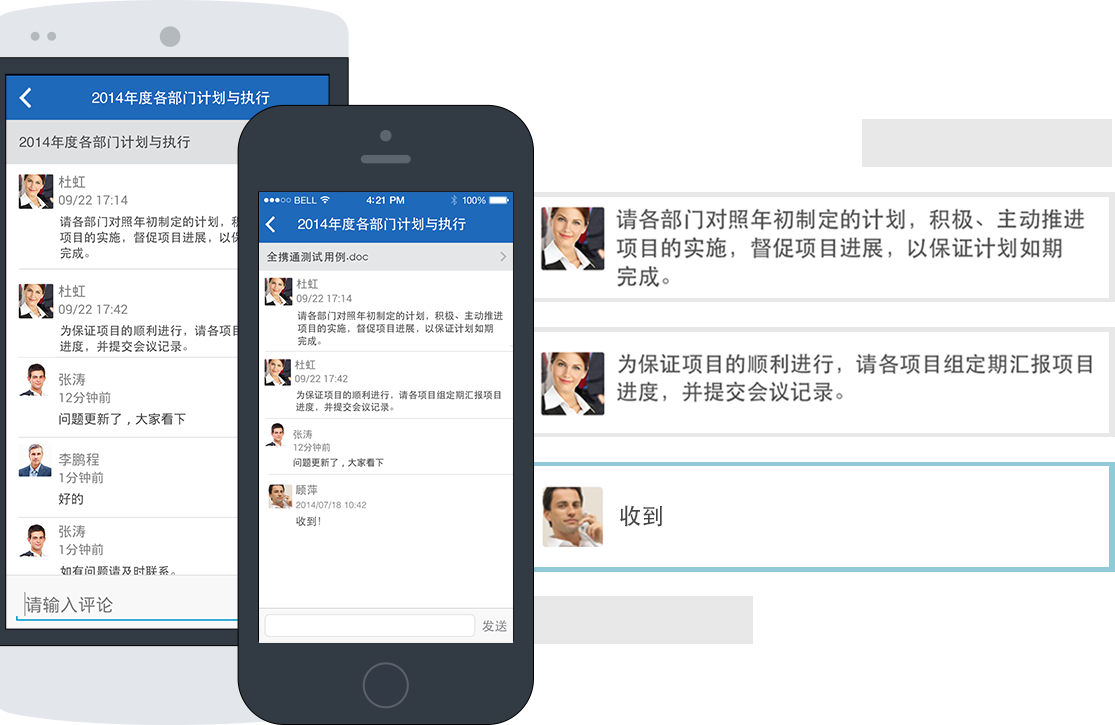 2014年度各部门计划与执行
2014年度各部门计划与执行
杜虹
09/22 17:14
请各部门对照年初制定的计划，积
项目的实施，督促项目进展，以保
完成。
杜虹
09/22 17:42
为保证项目的顺利进行，请各项目
进度，并提交会议记录。
张涛
12分钟前
问题更新了，大家看下
李鹏程
1分钟前
好的
张涛
1分钟前
如有问题请及时联系。
请输入评论
BELL 4:21 PM 100%
2014年度各部门计划与执行
全携通测试用例.doc
杜虹
09/22 17:14
请各部门对照年初制定的计划，积极、主动推进
项目的实施，督促项目进展，以保证计划如期
完成。
杜虹
09/22 17:42
为保证项目的顺利进行，请各项目组定期汇报项目
进度，并提交会议记录。
张涛
12分钟前
问题更新了，大家看下
顾萍
2014/07/18 10:42
收到！
发送
请各部门对照年初制定的计划，积极、主动推进
项目的实施，督促项目进展，以保证计划如期
完成。
为保证项目的顺利进行，请各项目组定期汇报项目
进度，并提交会议记录。
收到